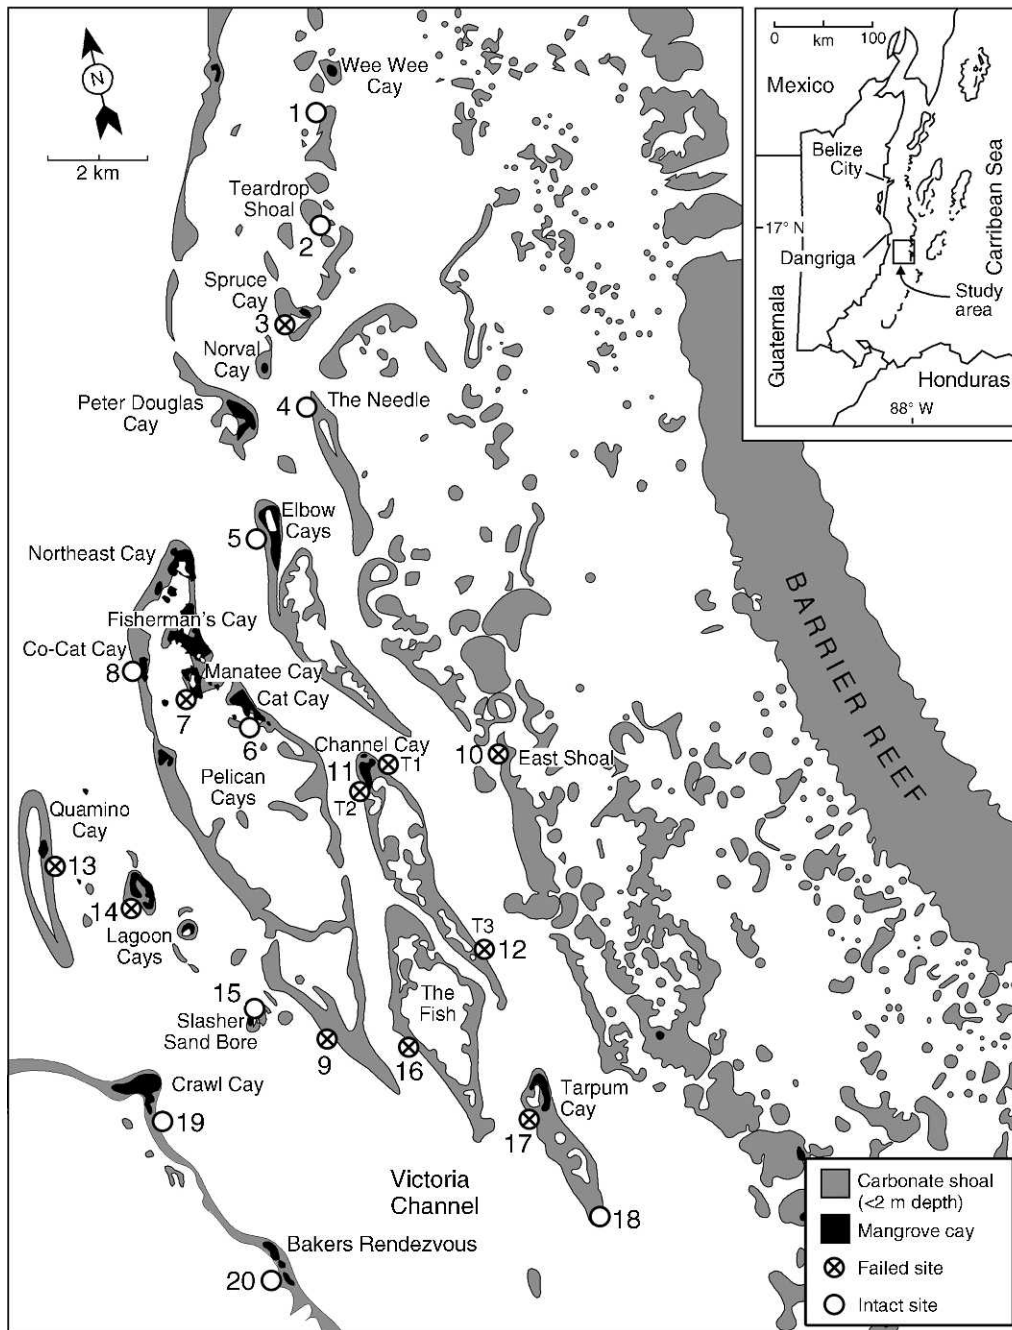 Wee Wee
Cay
N
1
2 km
Teardrop
Shoal
2
Spruce
Cay
3
Norval
Cay
Peter Douglas
Cay
4
The Needle
Elbow
Cays
5
Northeast Cay
Fisherman's Cay
Co-Cat Cay
8
Manatee Cay
Cat Cay
7
6
Channel Cay
11
T1
T2
10
East Shoal
Pelican
Cays
Quamino
Cay
13
14
Lagoon
Cays
T3
12
15
Slasher
Sand Bore
The
Fish
9
16
Crawl Cay
19
Tarpum
Cay
17
Victoria
Channel
18
Bakers Rendezvous
20
BARRIER REEF
0
100
km
Mexico
Belize
City
17° N
Dangriga
Carribean Sea
Study
area
Guatemala
Honduras
88° W
Carbonate shoal
(<2 m depth)
Mangrove cay
Failed site
Intact site